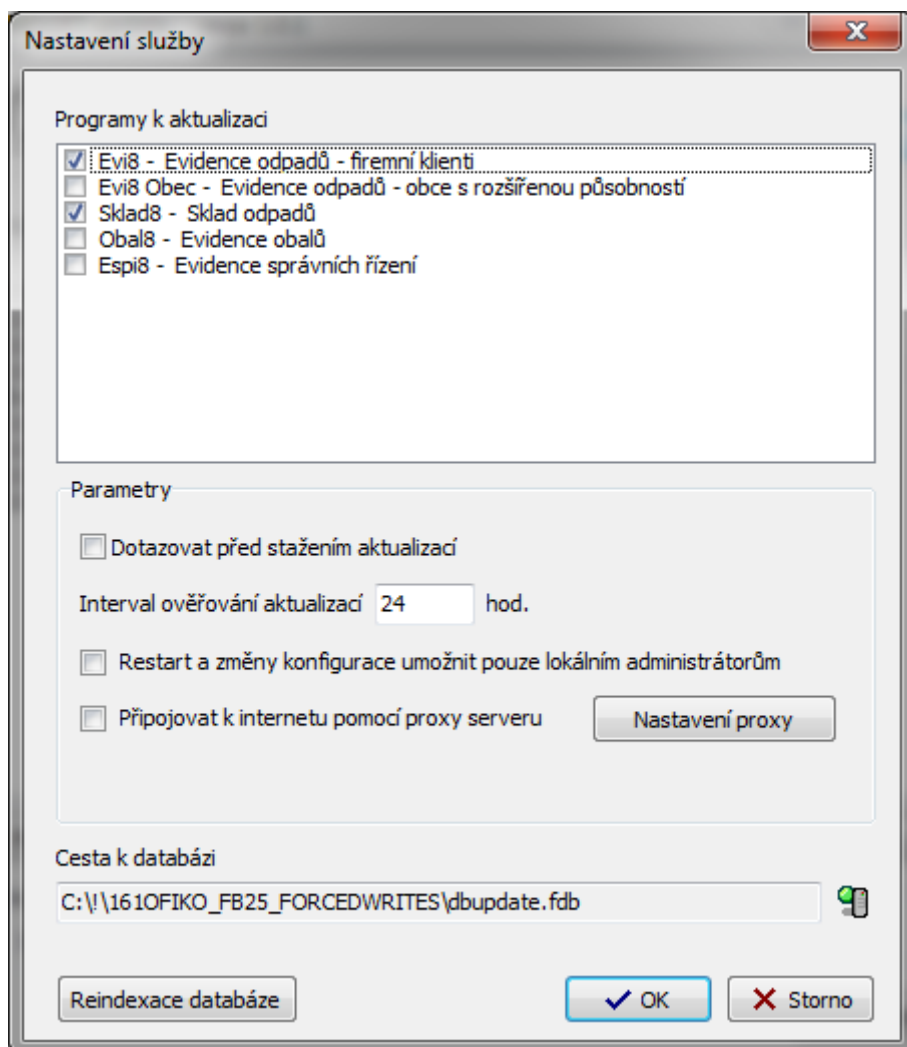 Nastavení služby
Programy k aktualizaci
Evi8 - Evidence odpadů - firemní klienti
Evi8 Obec - Evidence odpadů - obce s rozšířenou působností
Sklad8 - Sklad odpadů
Obal8 - Evidence obalů
Espi8 - Evidence správních řízení
Parametry
Dotazovat před stažením aktualizací
Interval ověřování aktualizací 24 hod.
Restart a změny konfigurace umožnit pouze lokálním administrátorům
Připojovat k internetu pomocí proxy serveru Nastavení proxy
Cesta k databázi
C:\!\161OFIKO_FB25_FORCEDWRITES\dbupdate.fdb
Reindexace databáze OK Storno